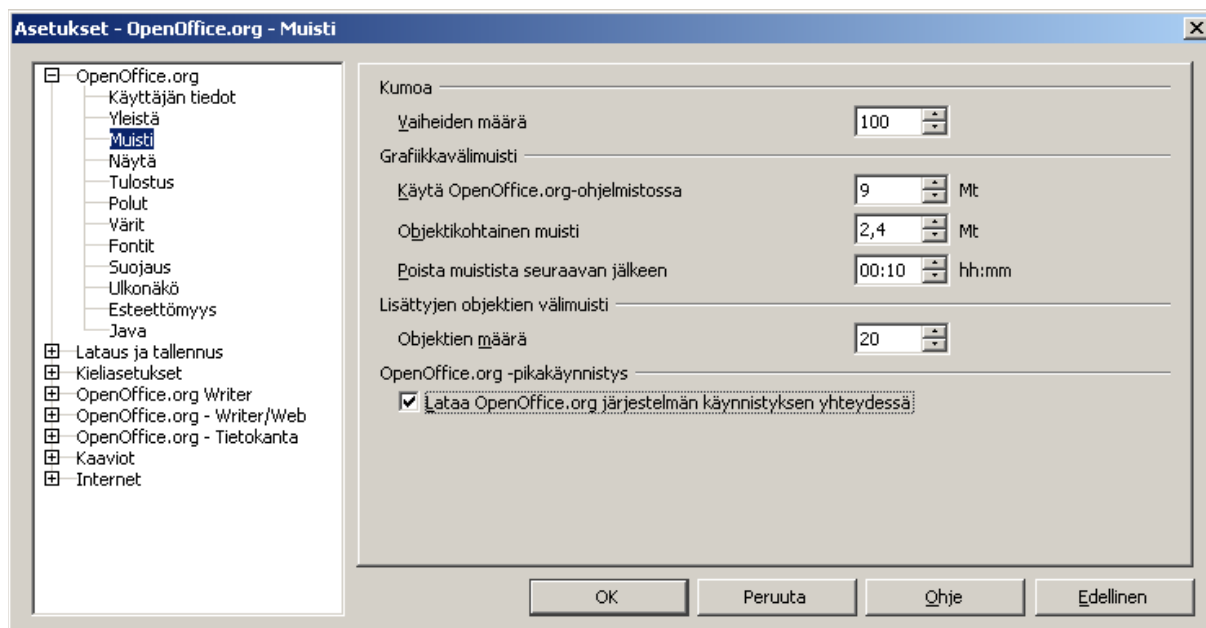 Asetukset - OpenOffice.org - Muisti
OpenOffice.org
Käyttäjän tiedot
Yleistä
Muisti
Näytä
Tulostus
Polut
Värit
Fontit
Suojaus
Ulkonäkö
Esteettömyys
Java
Lataus ja tallennus
Kieliasetukset
OpenOffice.org Writer
OpenOffice.org - Writer/Web
OpenOffice.org - Tietokanta
Kaaviot
Internet
Kumoa
Vaiheiden määrä 100
Grafiikkavälimuisti
Käytä OpenOffice.org-ohjelmistossa 9 Mt
Objektikohtainen muisti 2,4 Mt
Poista muistista seuraavan jälkeen 00:10 hh:mm
Lisättyjen objektien välimuisti
Objektien määrä 20
OpenOffice.org -pikakäynnistys
Lataa OpenOffice.org järjestelmän käynnistyksen yhteydessä
OK Peruuta Ohje Edellinen